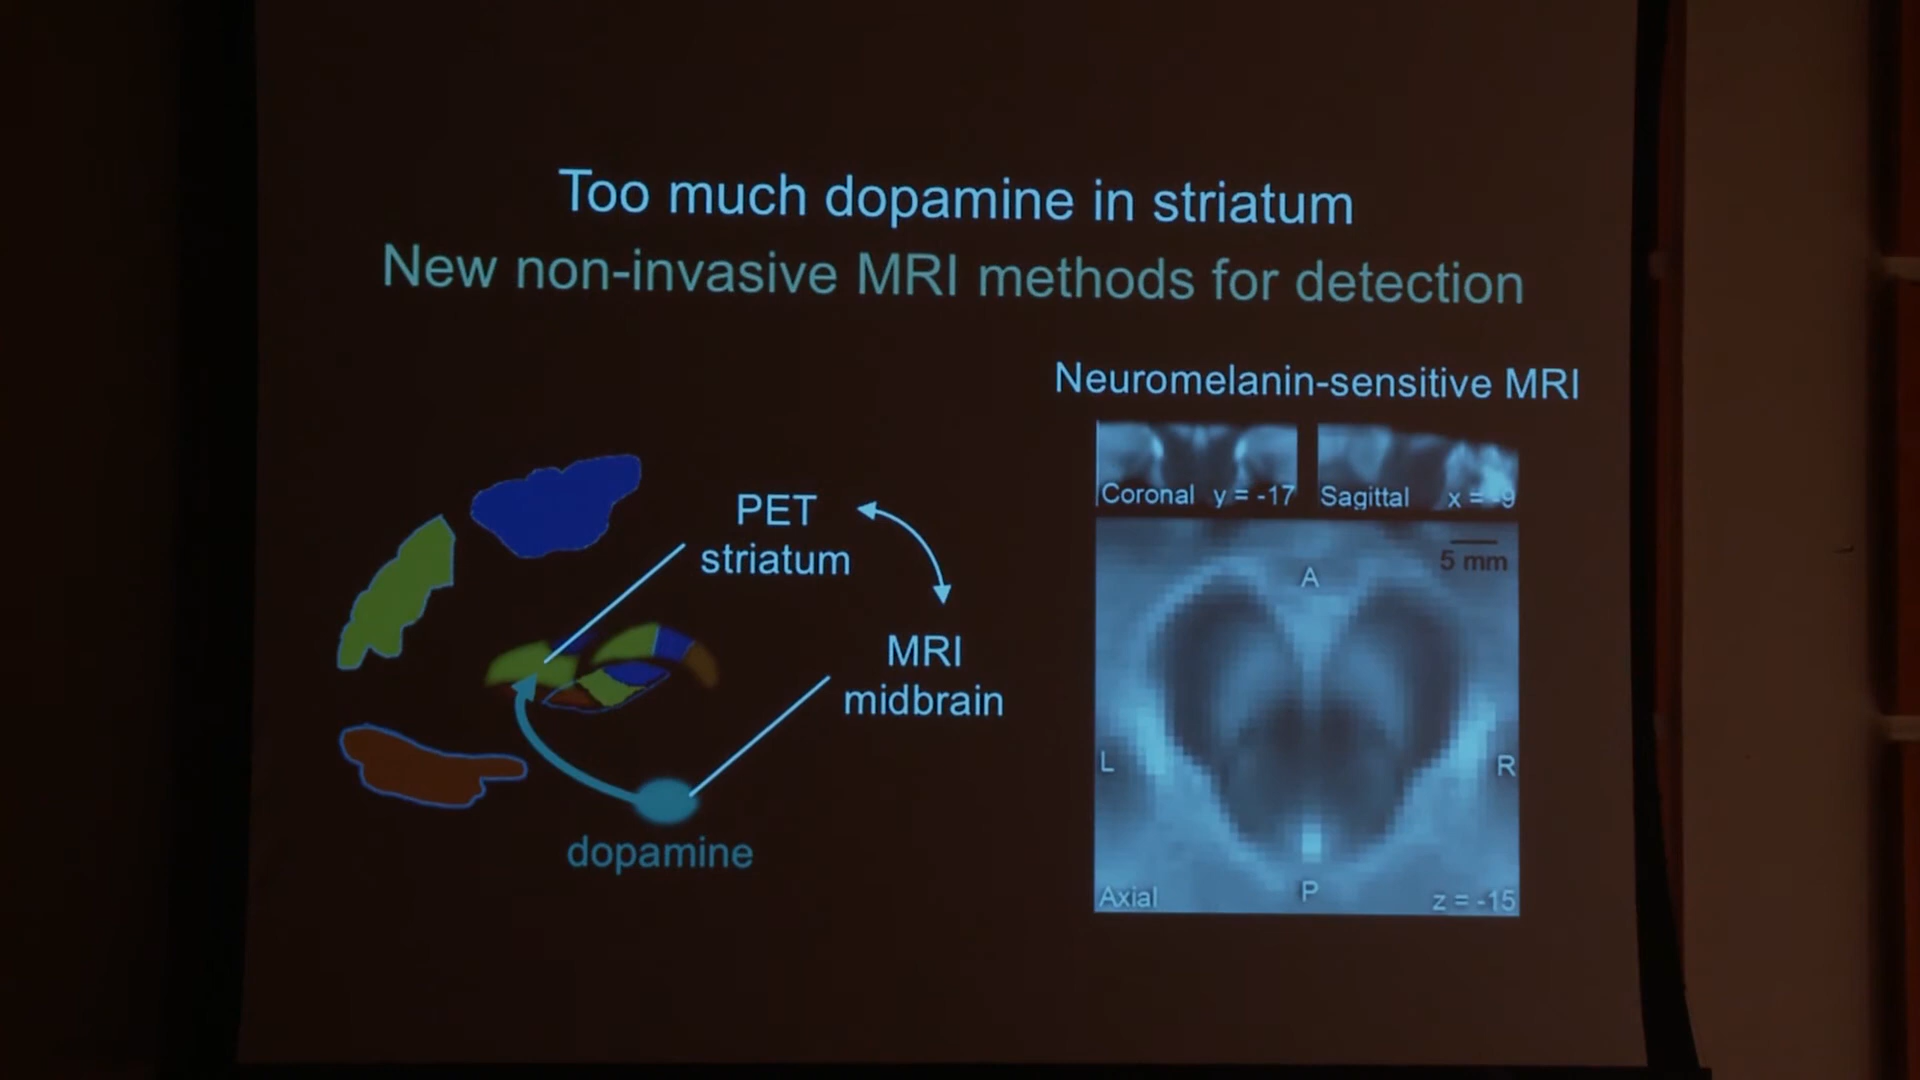 Too much dopamine in striatum
New non-invasive MRI methods for detection
Neuromelanin-sensitive MRI
PET
striatum
MRI
midbrain
dopamine
Coronal y = -17
Sagittal x = -9
5 mm
A
L
R
P
Axial
z = -15